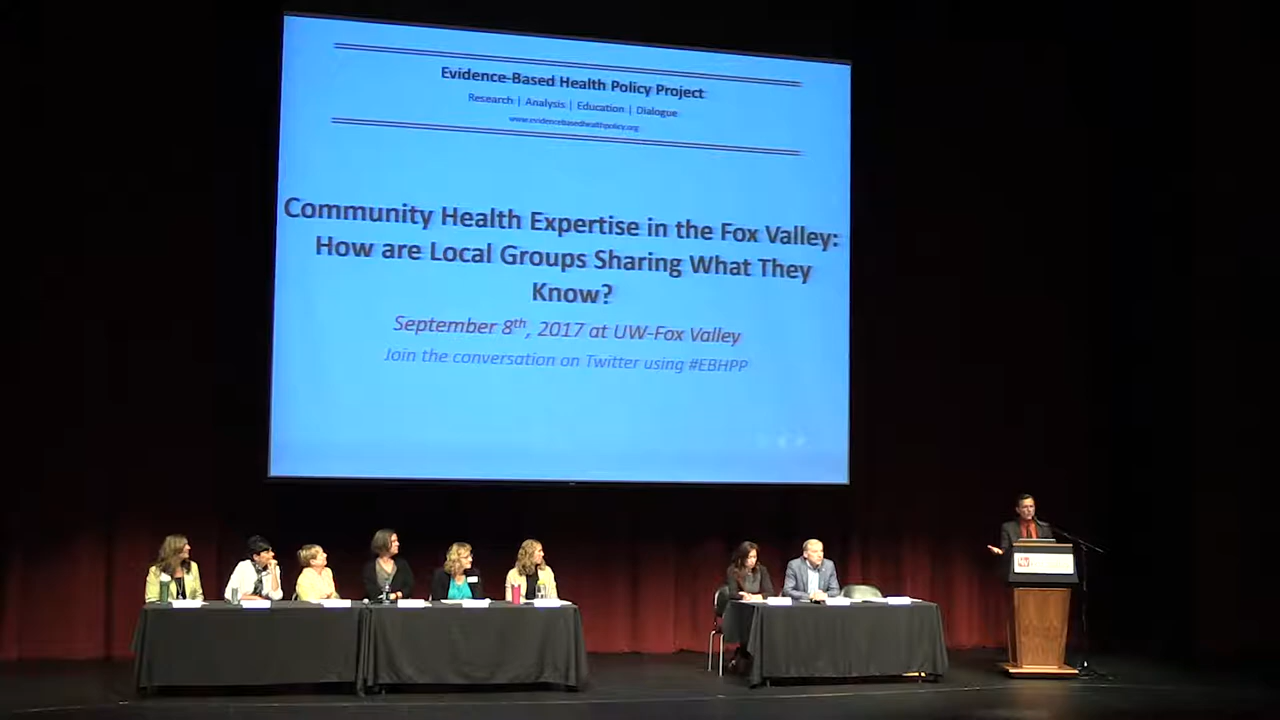 Evidence-Based Health Policy Project
Research | Analysis | Education | Dialogue
www.evidencebasedhealthpolicy.org
Community Health Expertise in the Fox Valley:
How are Local Groups Sharing What They
Know?
September 8th, 2017 at UW-Fox Valley
Join the conversation on Twitter using #EBHPP